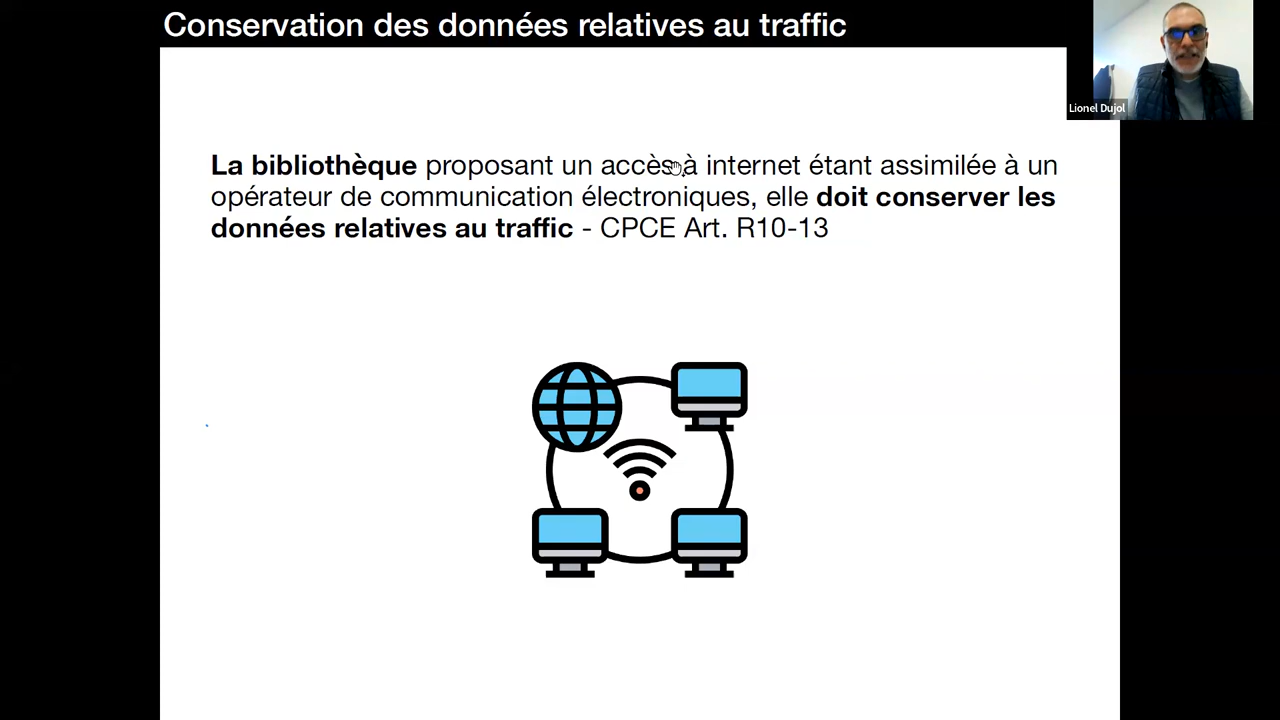 Conservation des données relatives au traffic
Lionel Dujol
La bibliothèque proposant un accès à internet étant assimilée à un
opérateur de communication électroniques, elle doit conserver les
données relatives au traffic - CPCE Art. R10-13